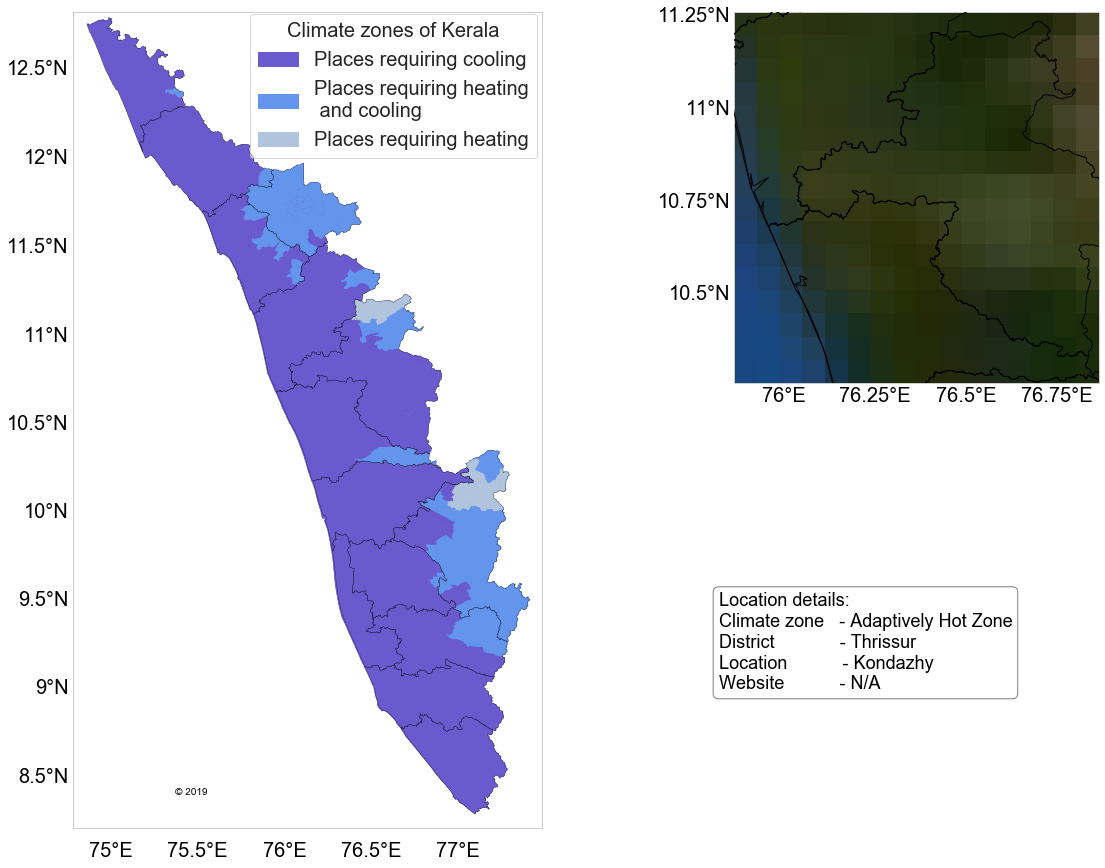 Climate zones of Kerala
Places requiring cooling
Places requiring heating
and cooling
Places requiring heating
12.5°N
12°N
11.5°N
11°N
10.5°N
10°N
9.5°N
9°N
8.5°N
75°E
75.5°E
76°E
76.5°E
77°E
© 2019
11.25°N
11°N
10.75°N
10.5°N
76°E
76.25°E
76.5°E
76.75°E
Location details:
Climate zone - Adaptively Hot Zone
District - Thrissur
Location - Kondazhy
Website - N/A